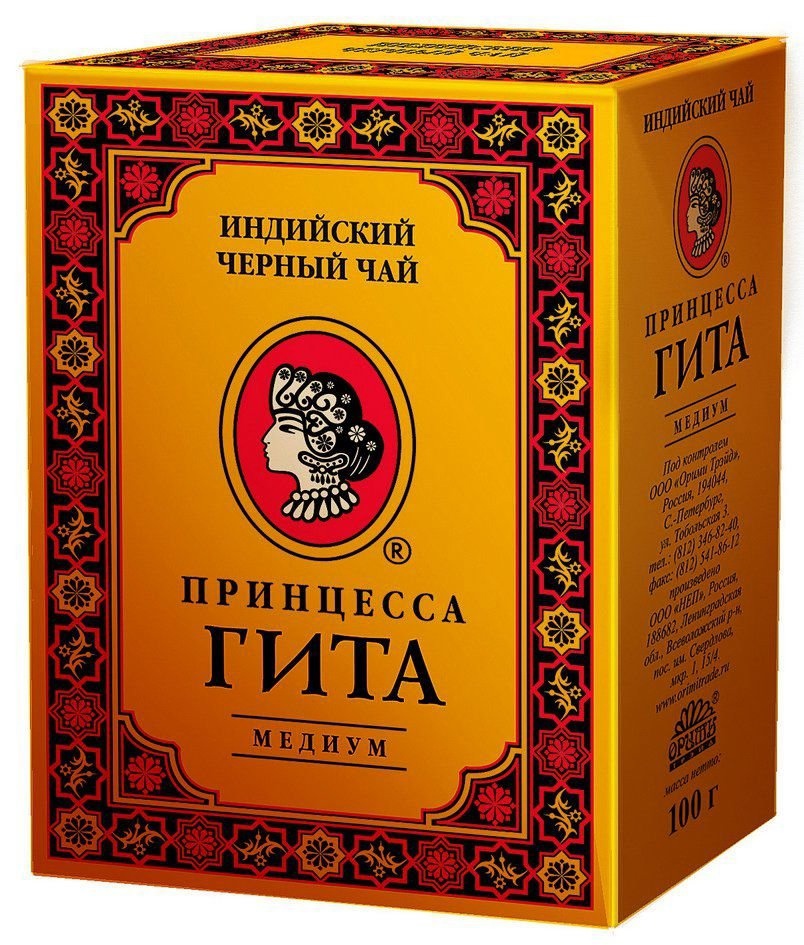 ИНДИЙСКИЙ
ЧЕРНЫЙ ЧАЙ
®
ПРИНЦЕССА
ГИТА
МЕДИУМ
ИНДИЙСКИЙ ЧАЙ
®
ПРИНЦЕССА
ГИТА
МЕДИУМ
Под контролем
ООО «Орими Трэйд»,
Россия, 194044,
С.-Петербург,
ул. Тобольская 3.
тел.: (812) 346-82-40,
факс: (812) 541-86-12
произведено
ООО «НЕП», Россия,
188682, Ленинградская
обл., Всеволожский р-н,
пос. им. Свердлова,
мкр. 1, 15/4.
www.orimitrade.ru
®
ОРИМИ
ТРЭЙД
масса нетто:
100 г